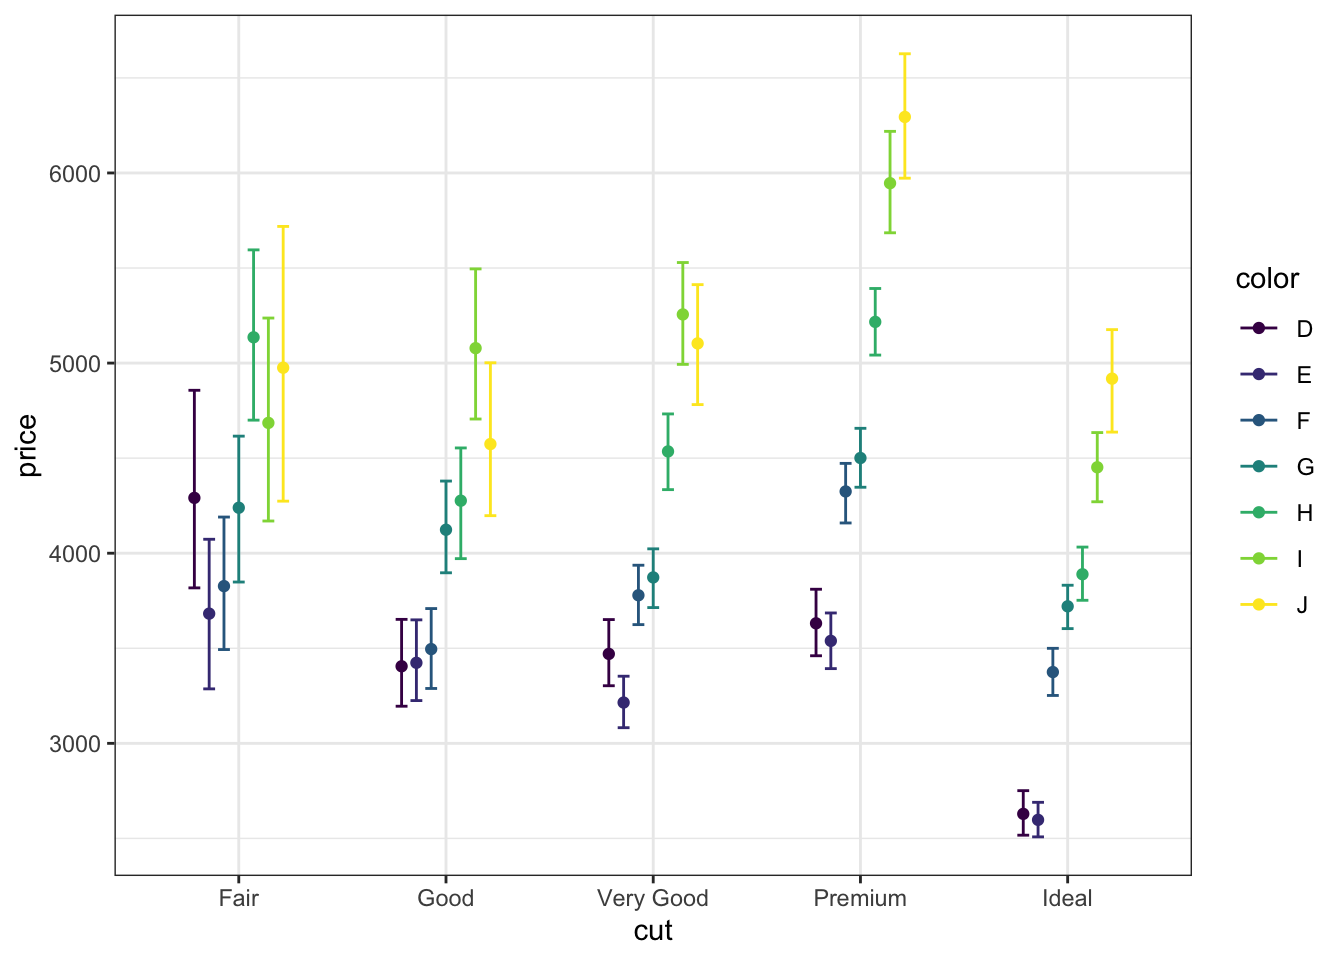 6000
5000
4000
3000
price
Fair
Good
Very Good
Premium
Ideal
cut
color
D
E
F
G
H
I
J